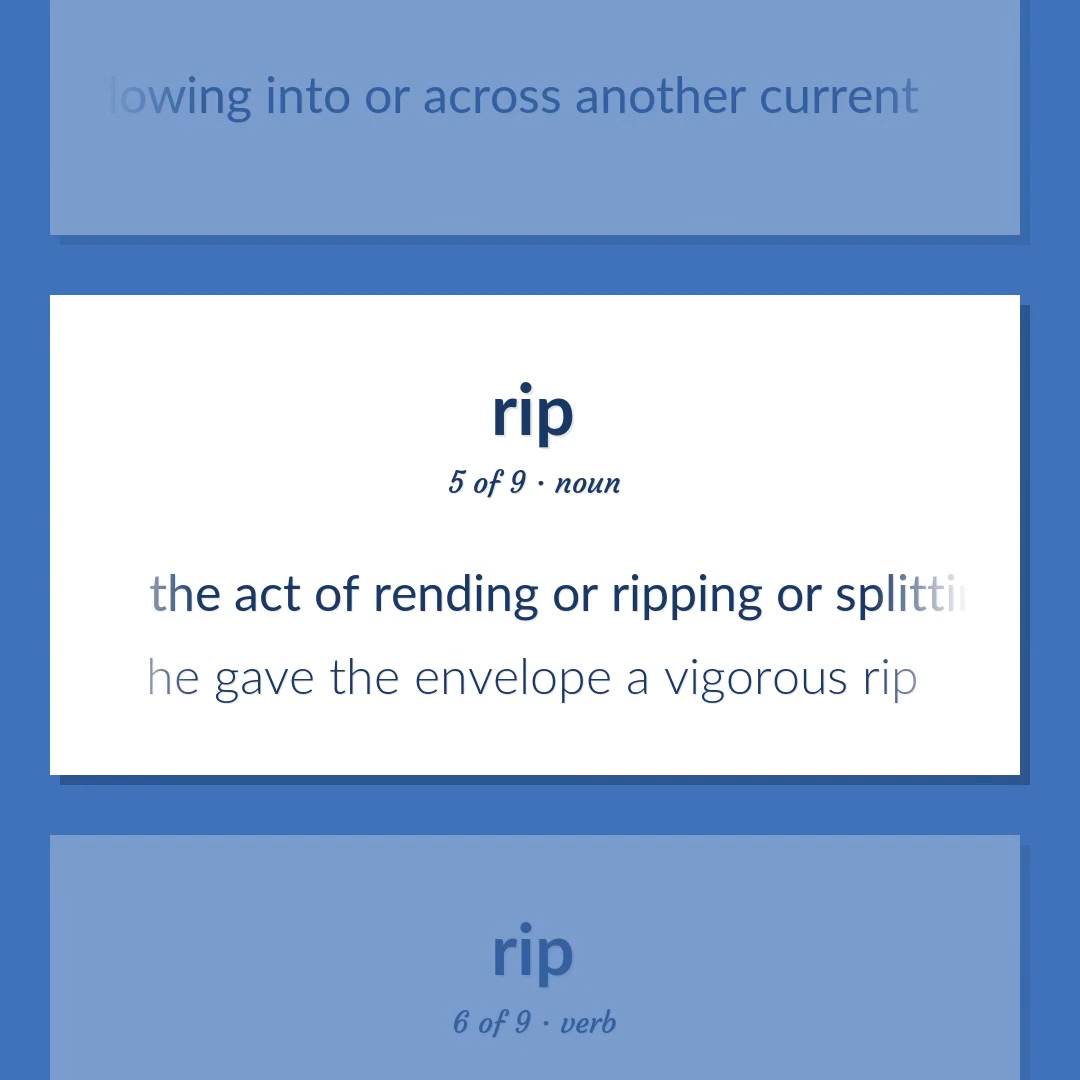 lowing into or across another current
rip
5 of 9 · noun
the act of rending or ripping or splitti
he gave the envelope a vigorous rip
rip
6 of 9 · verb